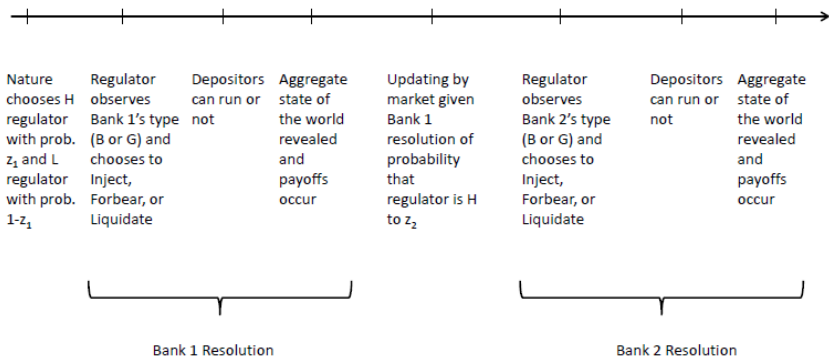 Nature
chooses H
regulator
with prob.
z₁ and L
regulator
with prob.
1-z₁
Regulator
observes
Bank 1's type
(B or G) and
chooses to
Inject,
Forbear, or
Liquidate
Depositors
can run or
not
Aggregate
state of
the world
revealed
and
payoffs
occur
Updating by
market given
Bank 1
resolution of
probability
that
regulator is H
to z₂
Regulator
observes
Bank 2's type
(B or G) and
chooses to
Inject,
Forbear, or
Liquidate
Depositors
can run or
not
Aggregate
state of
the world
revealed
and
payoffs
occur
Bank 1 Resolution
Bank 2 Resolution